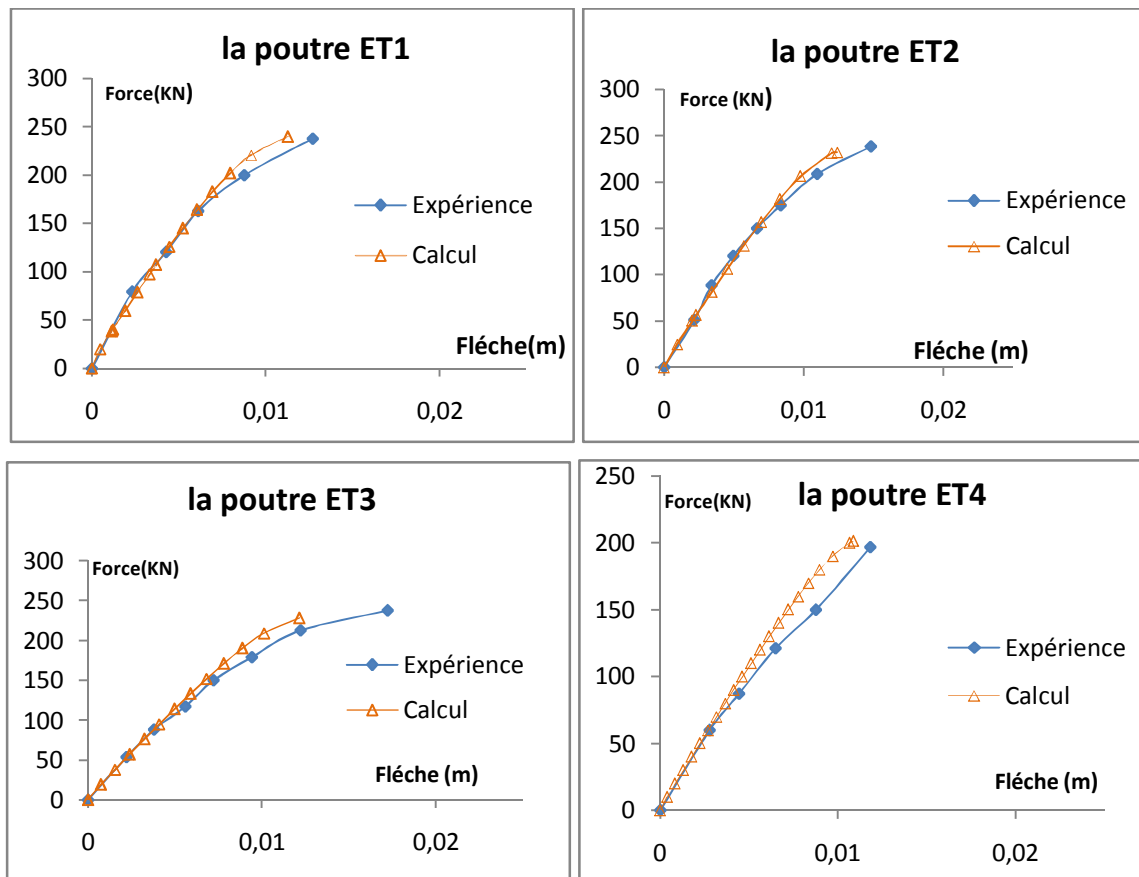 la poutre ET1
Force(KN)
300
250
200
150
100
50
0
0
0,01
0,02
Fléche(m)
Expérience
Calcul
la poutre ET2
Force (KN)
300
250
200
150
100
50
0
0
0,01
0,02
Fléche (m)
Expérience
Calcul
la poutre ET3
Force(KN)
300
250
200
150
100
50
0
0
0,01
0,02
Fléche (m)
Expérience
Calcul
la poutre ET4
Force(KN)
250
200
150
100
50
0
0
0,01
0,02
Fléche (m)
Expérience
Calcul